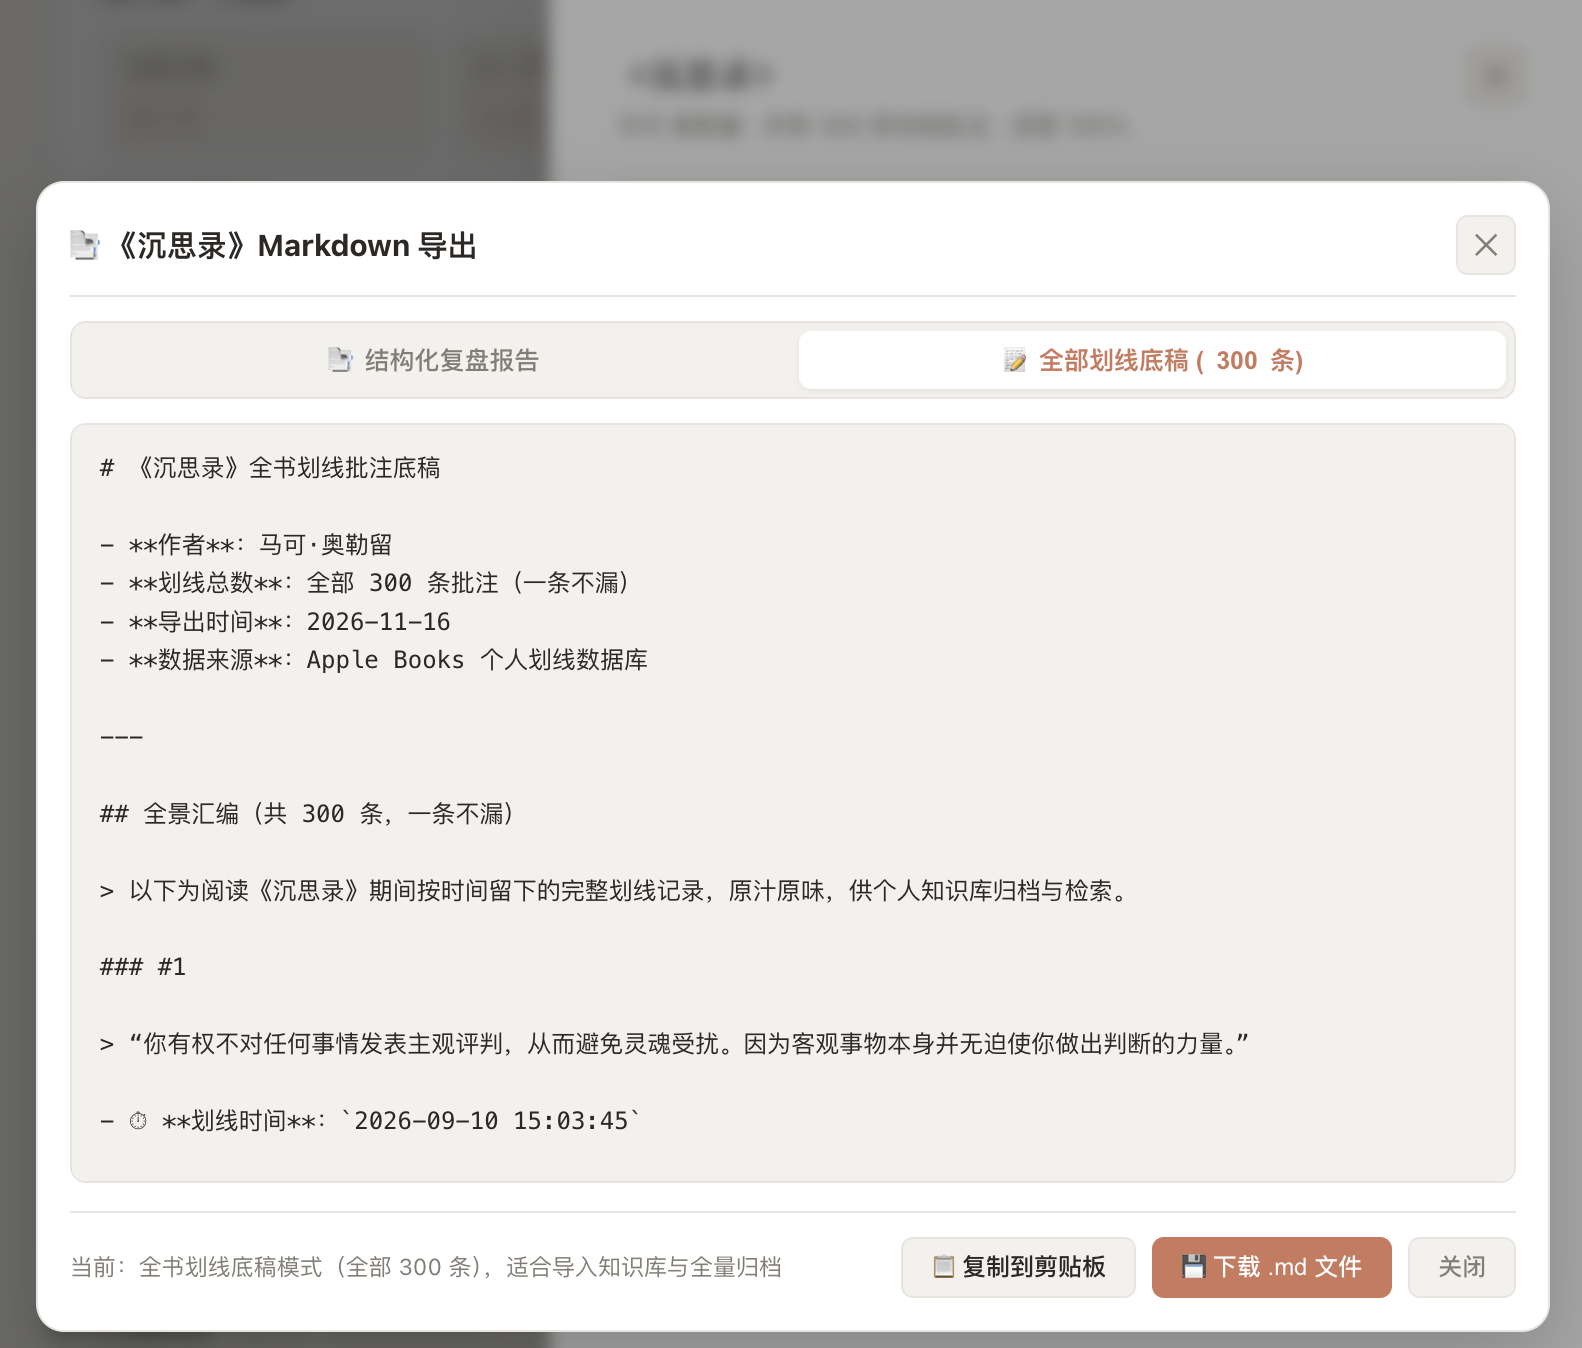 《沉思录》Markdown 导出
结构化复盘报告
全部划线底稿 ( 300 条)
# 《沉思录》全书划线批注底稿
- **作者**: 马可·奥勒留
- **划线总数**: 全部 300 条批注（一条不漏）
- **导出时间**: 2026-11-16
- **数据来源**: Apple Books 个人划线数据库
---
## 全景汇编（共 300 条，一条不漏）
> 以下为阅读《沉思录》期间按时间留下的完整划线记录，原汁原味，供个人知识库归档与检索。
### #1
> “你有权不对任何事情发表主观评判，从而避免灵魂受扰。因为客观事物本身并无迫使你做出判断的力量。”
- ⏱ **划线时间**: `2026-09-10 15:03:45`
当前：全书划线底稿模式（全部 300 条），适合导入知识库与全量归档
复制到剪贴板
下载 .md 文件
关闭